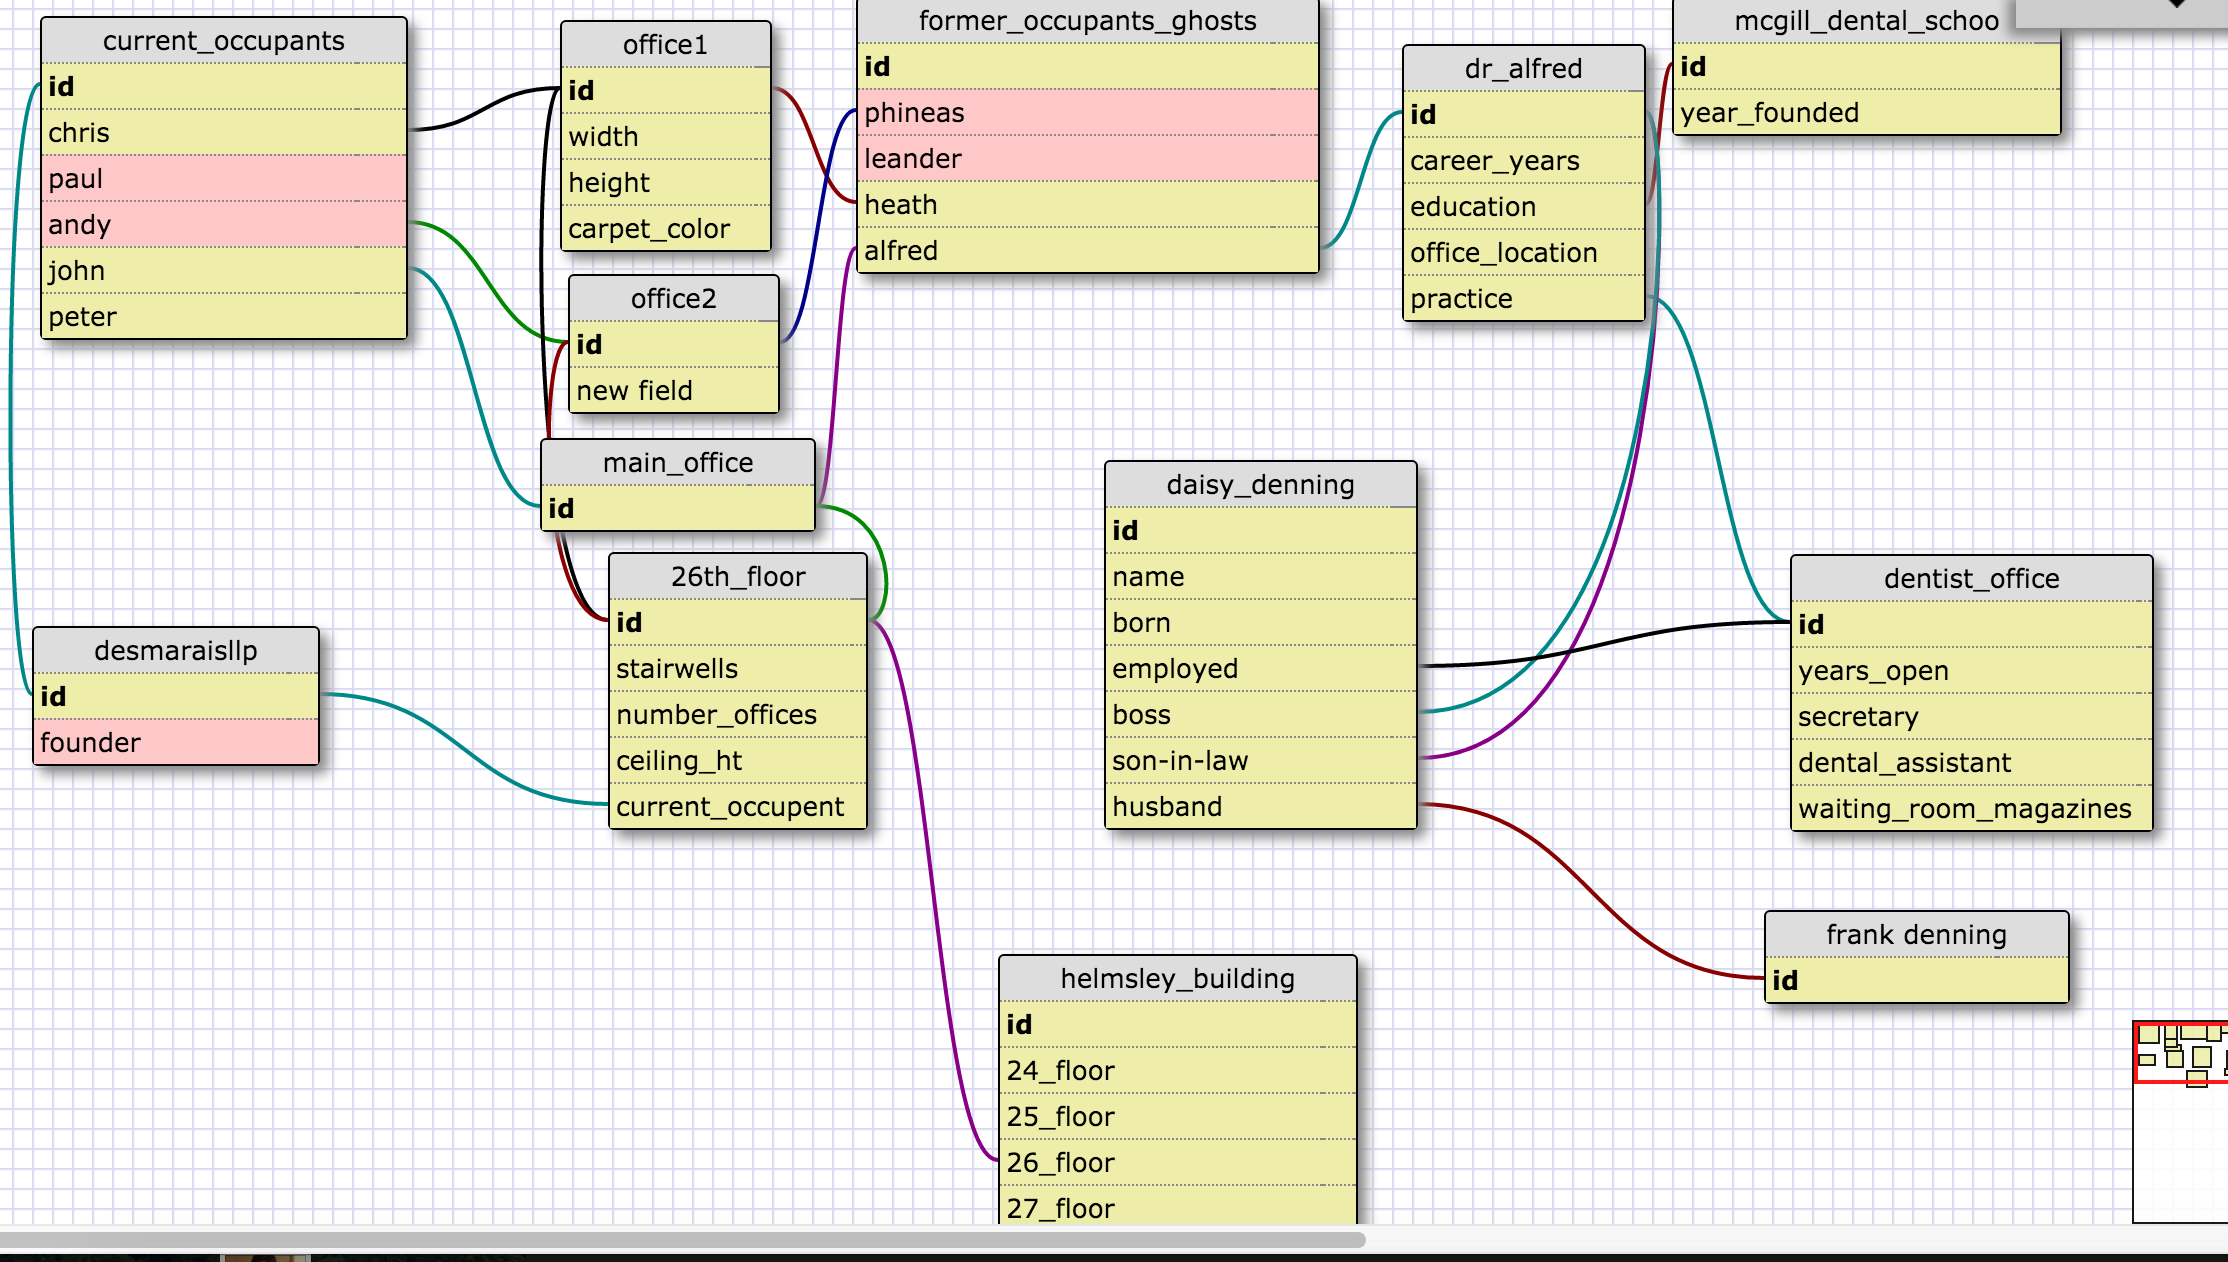 current_occupants
id
chris
paul
andy
john
peter
office1
id
width
height
carpet_color
office2
id
new field
main_office
id
26th_floor
id
stairwells
number_offices
ceiling_ht
current_occupent
desmaraisllp
id
founder
former_occupants_ghosts
id
phineas
leander
heath
alfred
dr_alfred
id
career_years
education
office_location
practice
mcgill_dental_schoo
id
year_founded
daisy_denning
id
name
born
employed
boss
son-in-law
husband
dentist_office
id
years_open
secretary
dental_assistant
waiting_room_magazines
frank denning
id
helmsley_building
id
24_floor
25_floor
26_floor
27_floor